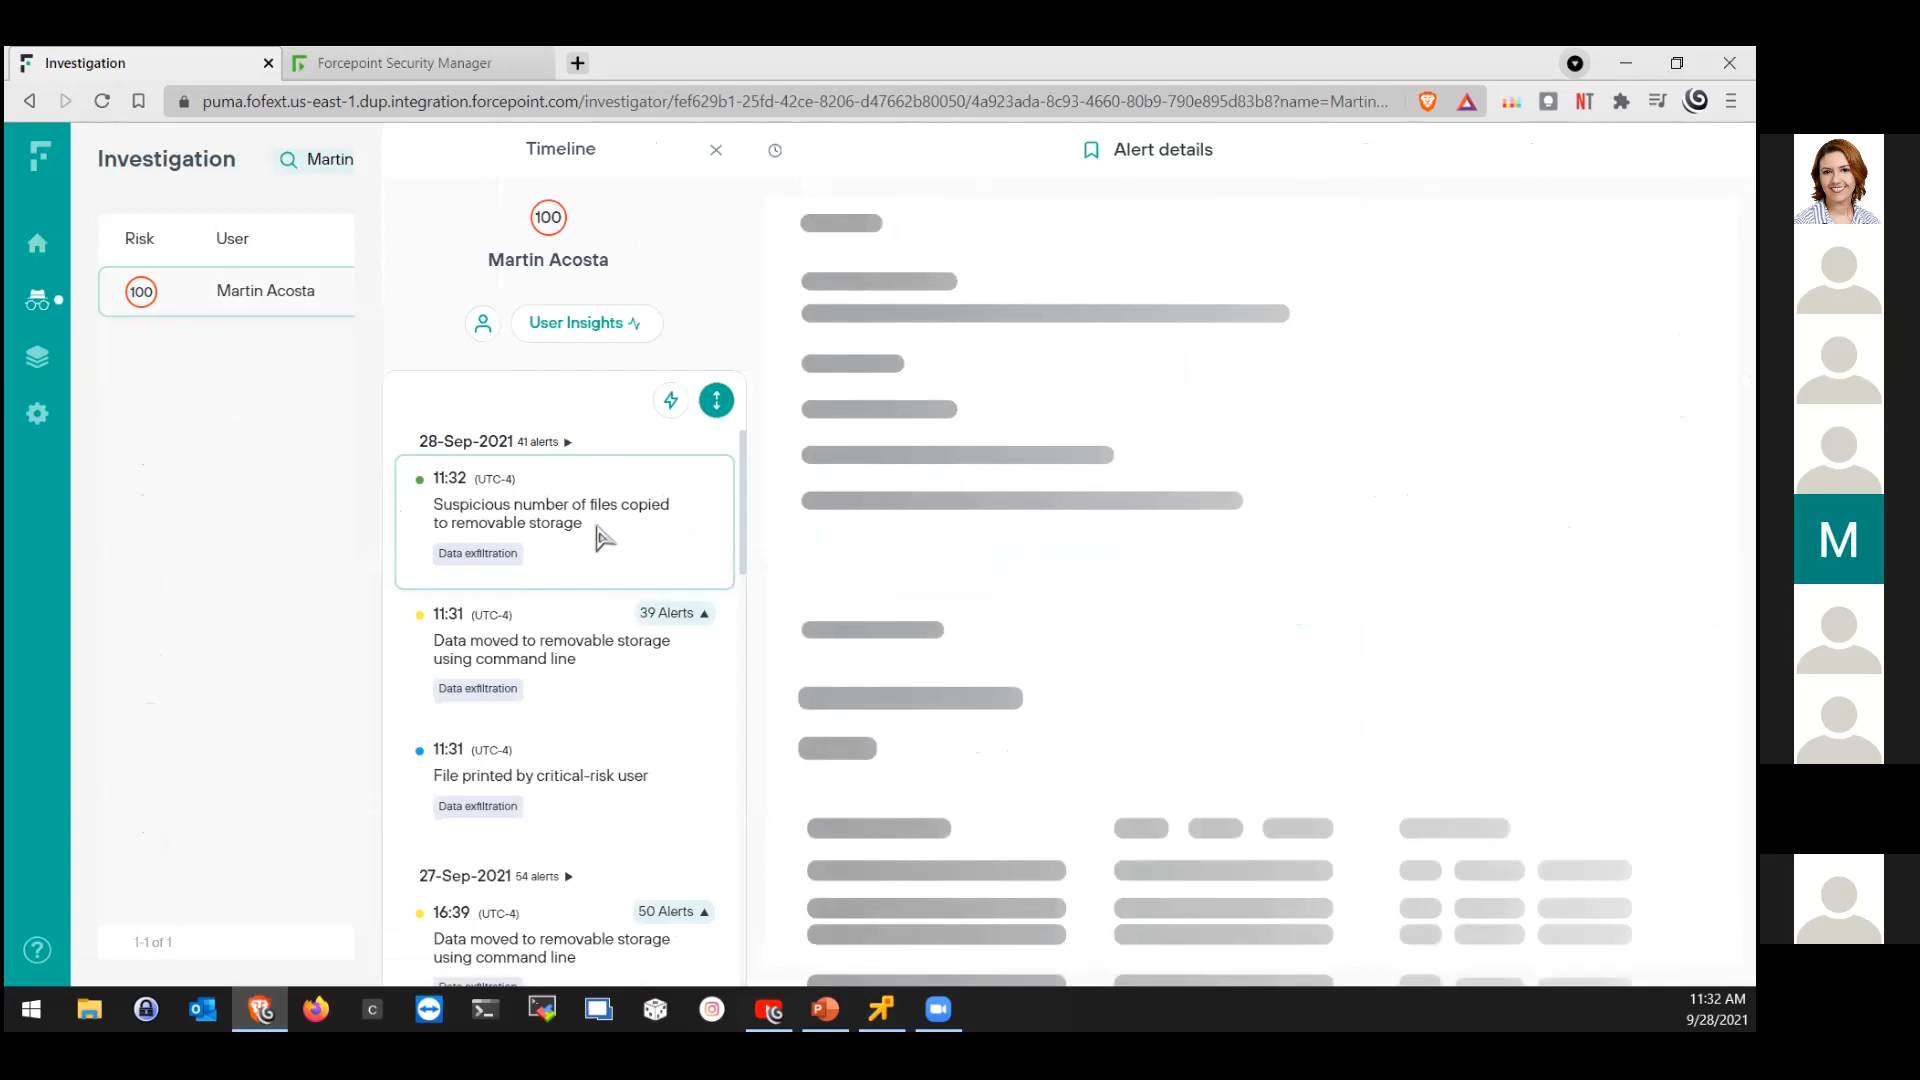 Investigation
Forcepoint Security Manager
puma.fofext.us-east-1.dup.integration.forcepoint.com/investigator/fef629b1-25fd-42ce-8206-d47662b80050/4a923ada-8c93-4660-80b9-790e895d83b8?name=Martin...
NT
Investigation
Martin
Timeline
Alert details
Risk
User
100
Martin Acosta
100
Martin Acosta
User Insights
28-Sep-2021 41 alerts
11:32 (UTC-4)
Suspicious number of files copied
to removable storage
Data exfiltration
11:31 (UTC-4)
39 Alerts
Data moved to removable storage
using command line
Data exfiltration
11:31 (UTC-4)
File printed by critical-risk user
Data exfiltration
27-Sep-2021 54 alerts
16:39 (UTC-4)
50 Alerts
Data moved to removable storage
using command line
Data exfiltration
1-1 of 1
M
11:32 AM
9/28/2021